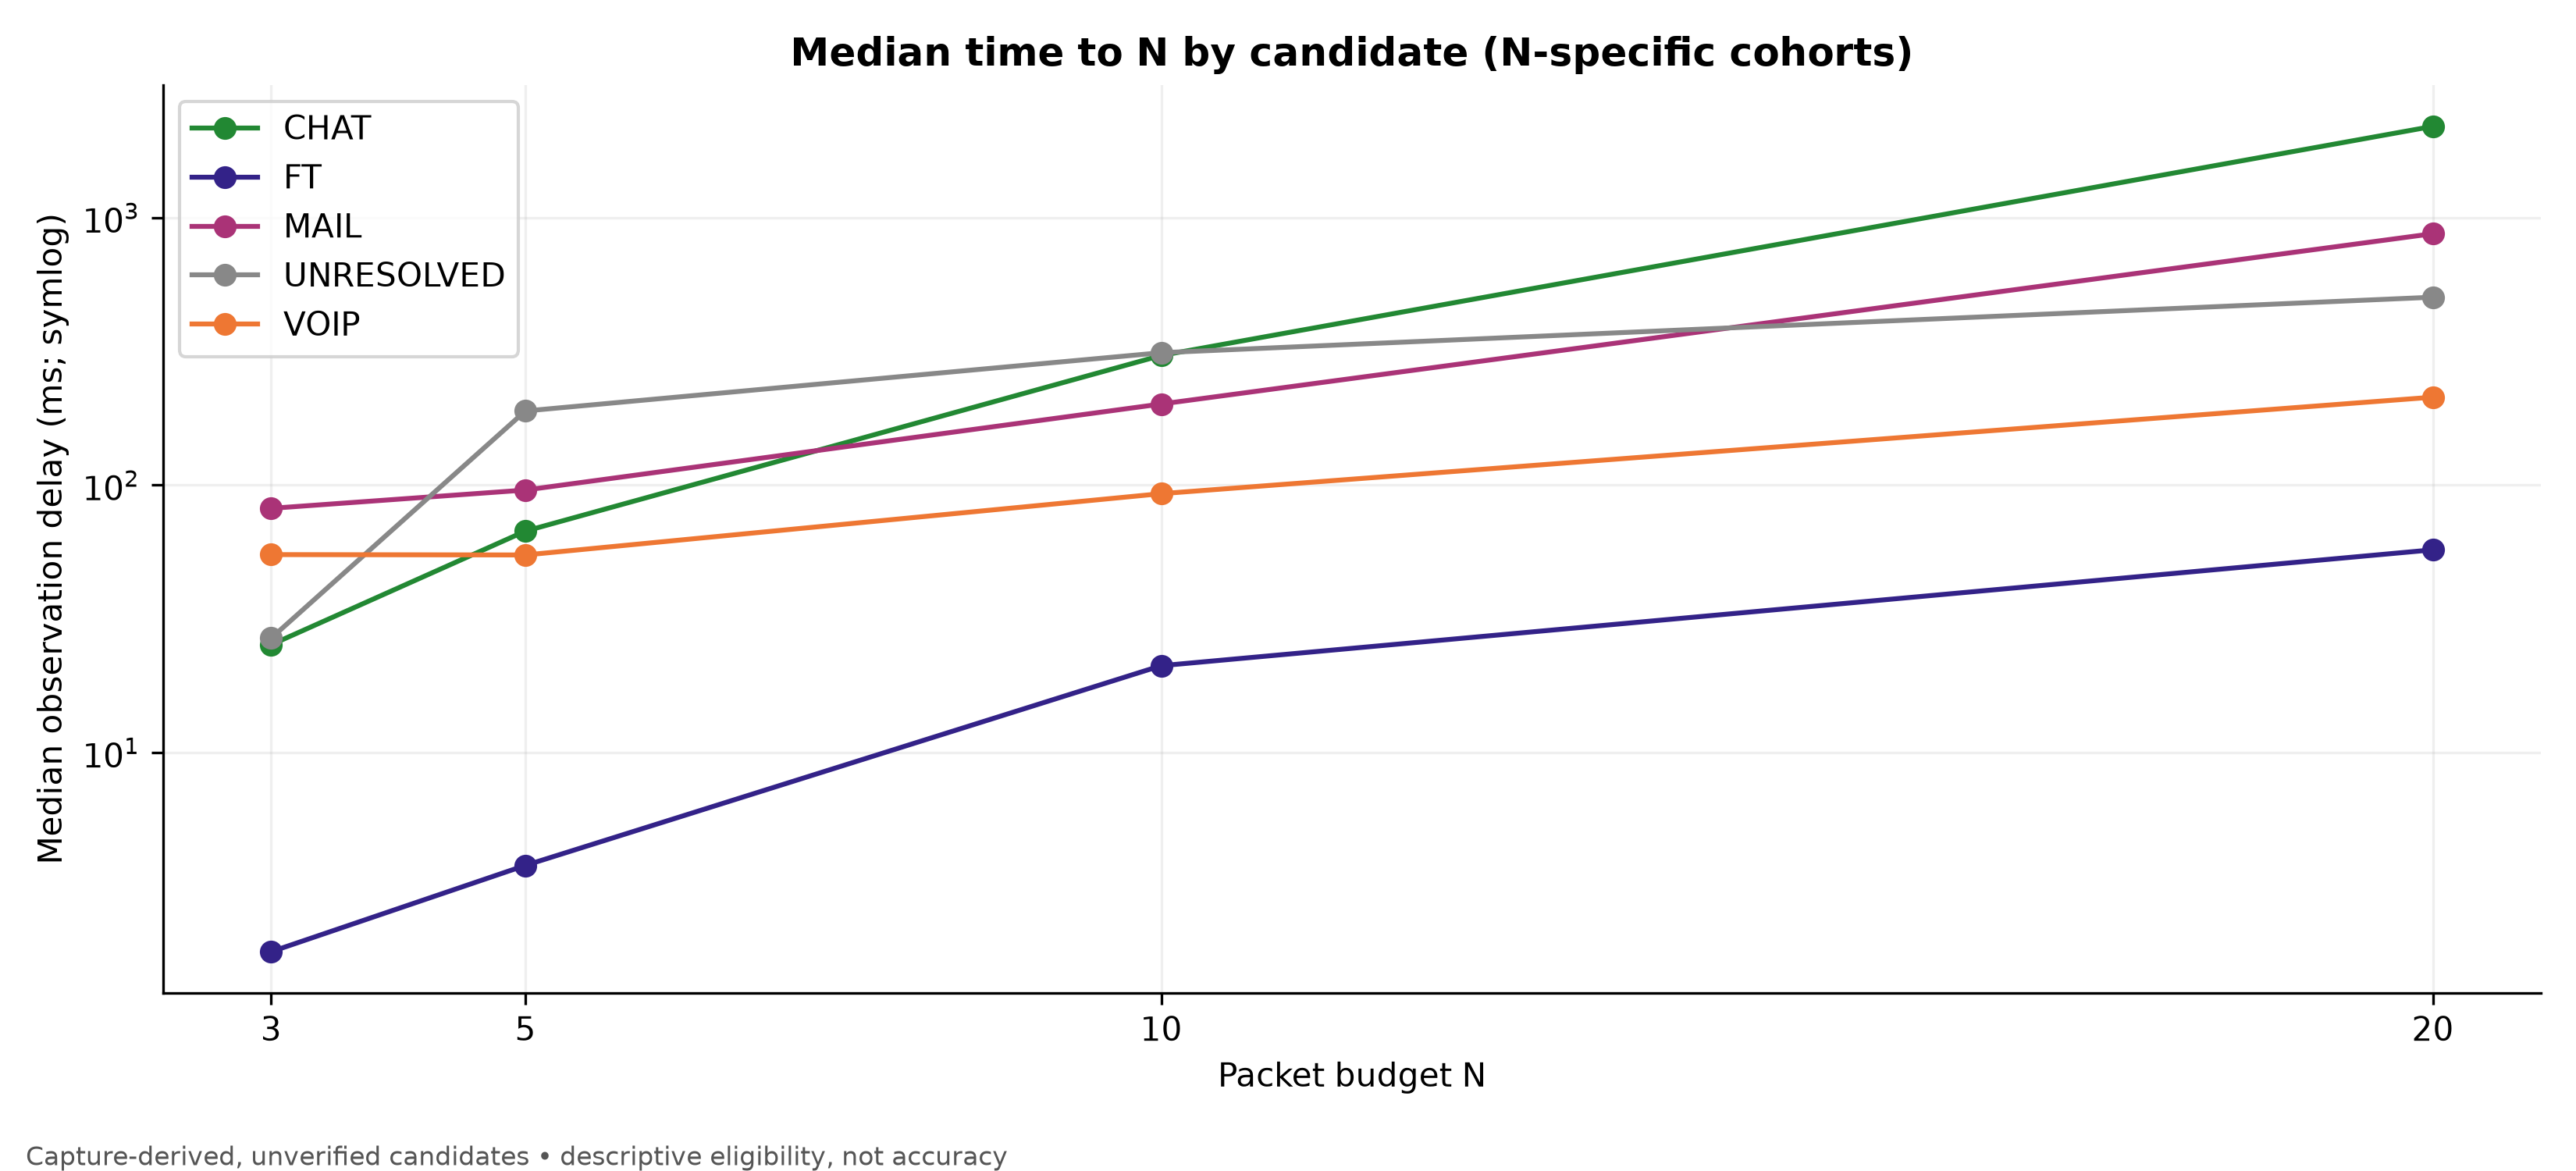 Median time to N by candidate (N-specific cohorts)
CHAT
FT
MAIL
UNRESOLVED
VOIP
Median observation delay (ms; symlog)
10³
10²
10¹
3 5 10 20
Packet budget N
Capture-derived, unverified candidates • descriptive eligibility, not accuracy